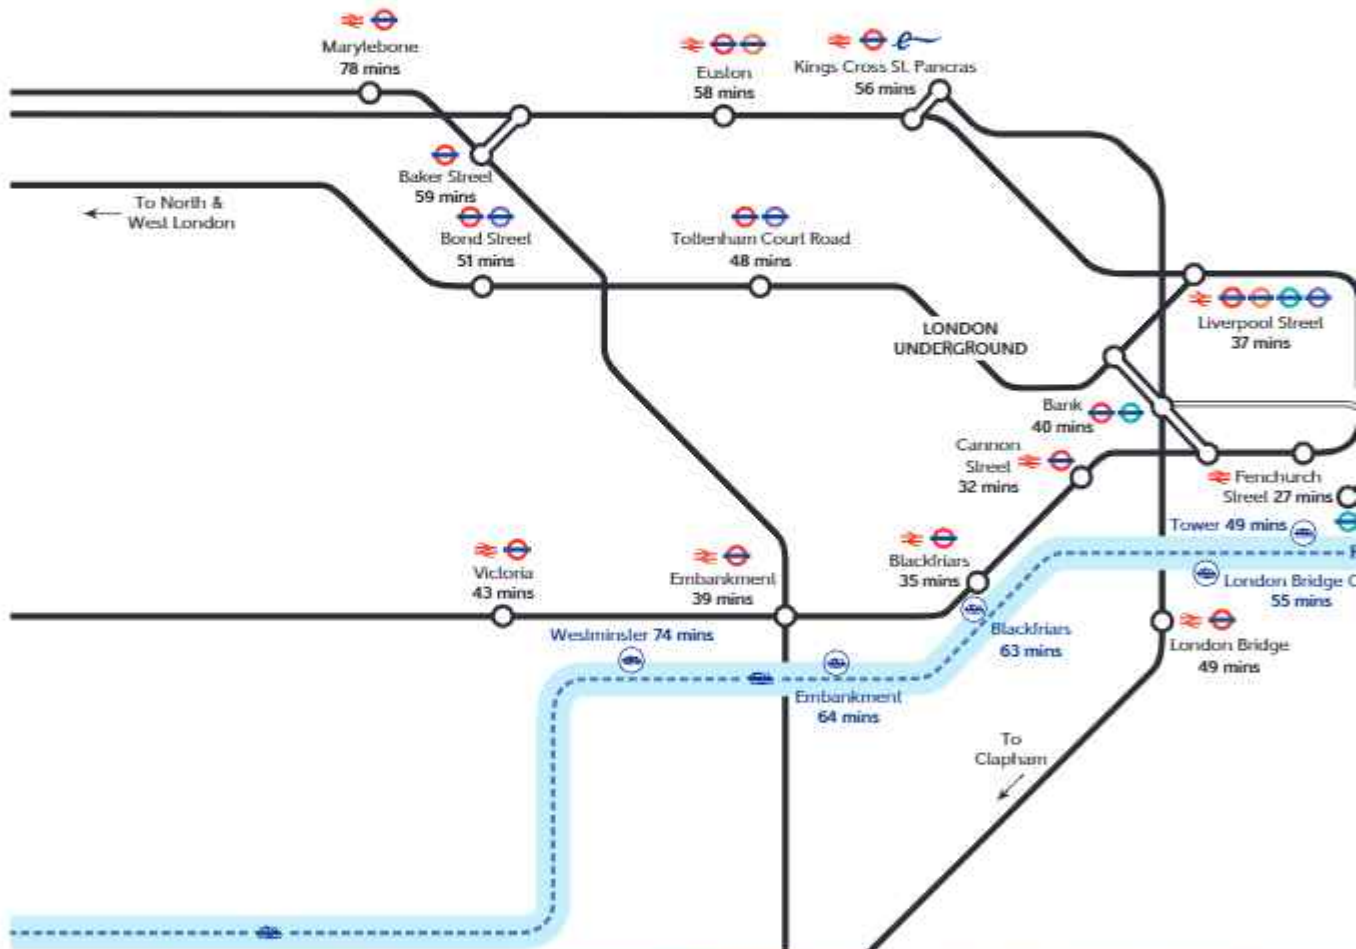 Marylebone
78 mins
Euston
58 mins
Kings Cross St. Pancras
56 mins
Baker Street
59 mins
To North &
West London
Bond Street
51 mins
Tottenham Court Road
48 mins
Liverpool Street
37 mins
LONDON
UNDERGROUND
Bank
40 mins
Cannon
Street
32 mins
Fenchurch
Street 27 mins
Tower 49 mins
Victoria
43 mins
Embankment
39 mins
Blackfriars
35 mins
London Bridge
55 mins
Westminster 74 mins
Blackfriars
63 mins
London Bridge
49 mins
Embankment
64 mins
To
Clapham